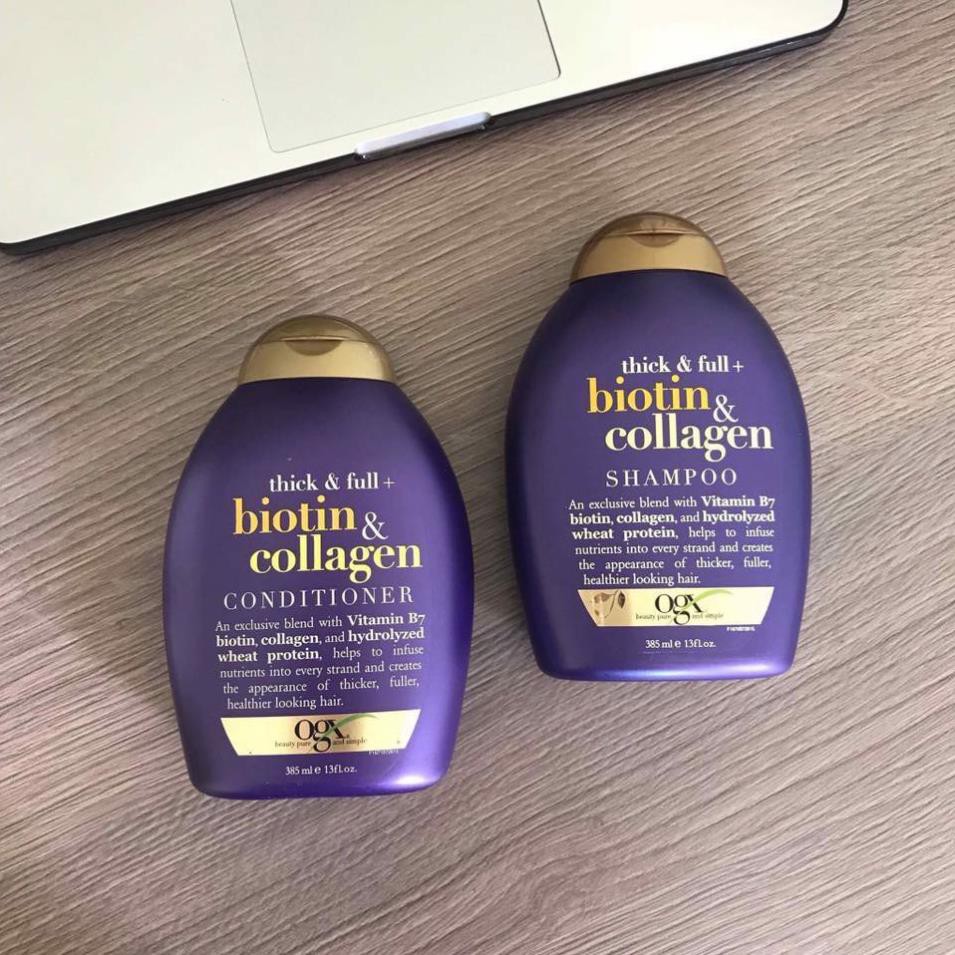 thick & full +
biotin &
collagen
CONDITIONER
An exclusive blend with Vitamin B7
biotin, collagen, and hydrolyzed
wheat protein, helps to infuse
nutrients into every strand and creates
the appearance of thicker, fuller,
healthier looking hair.
ogx
beauty pure and simple
385 ml e 13fl.oz.
thick & full +
biotin &
collagen
SHAMPOO
An exclusive blend with Vitamin B7
biotin, collagen, and hydrolyzed
wheat protein, helps to infuse
nutrients into every strand and creates
the appearance of thicker, fuller,
healthier looking hair.
ogx
beauty pure and simple
385 ml e 13fl.oz.